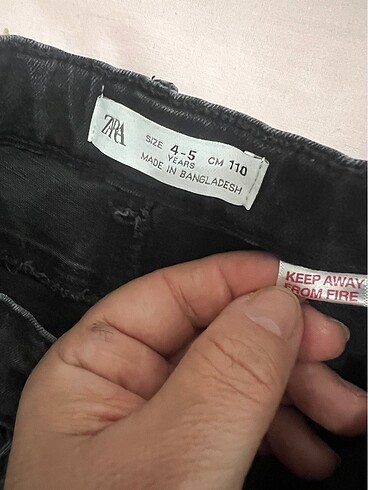 ZARA
SIZE 4-5 CM 110
YEARS
MADE IN BANGLADESH
KEEP AWAY
FROM FIRE